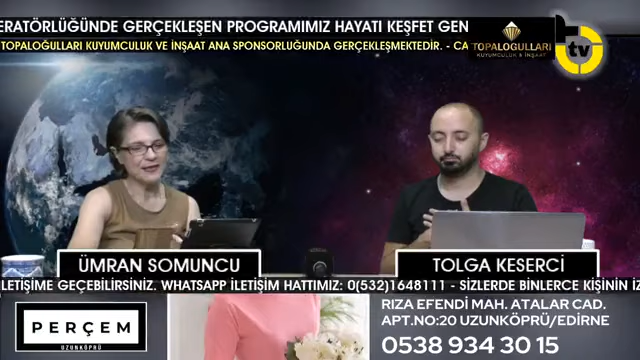 ERATÖRLÜĞÜNDE GERÇEKLEŞEN PROGRAMIMIZ HAYATI KEŞFET GEN
TOPALOĞULLARI KUYUMCULUK VE İNŞAAT ANA SPONSORLUĞUNDA GERÇEKLEŞMEKTEDİR. - CA
TOPALOGULLARI
KUYUMCULUK & İNŞAAT
tv
ÜMRAN SOMUNCU
TOLGA KESERCİ
LETİŞİME GEÇEBİLİRSİNİZ. WHATSAPP İLETİŞİM HATTIMIZ: 0(532)1648111 - SİZLERDE BİNLERCE KİŞİNİN İZ
PERÇEM
UZUNKÖPRÜ
RIZA EFENDİ MAH. ATALAR CAD.
APT.NO:20 UZUNKÖPRÜ/EDİRNE
0538 934 30 15